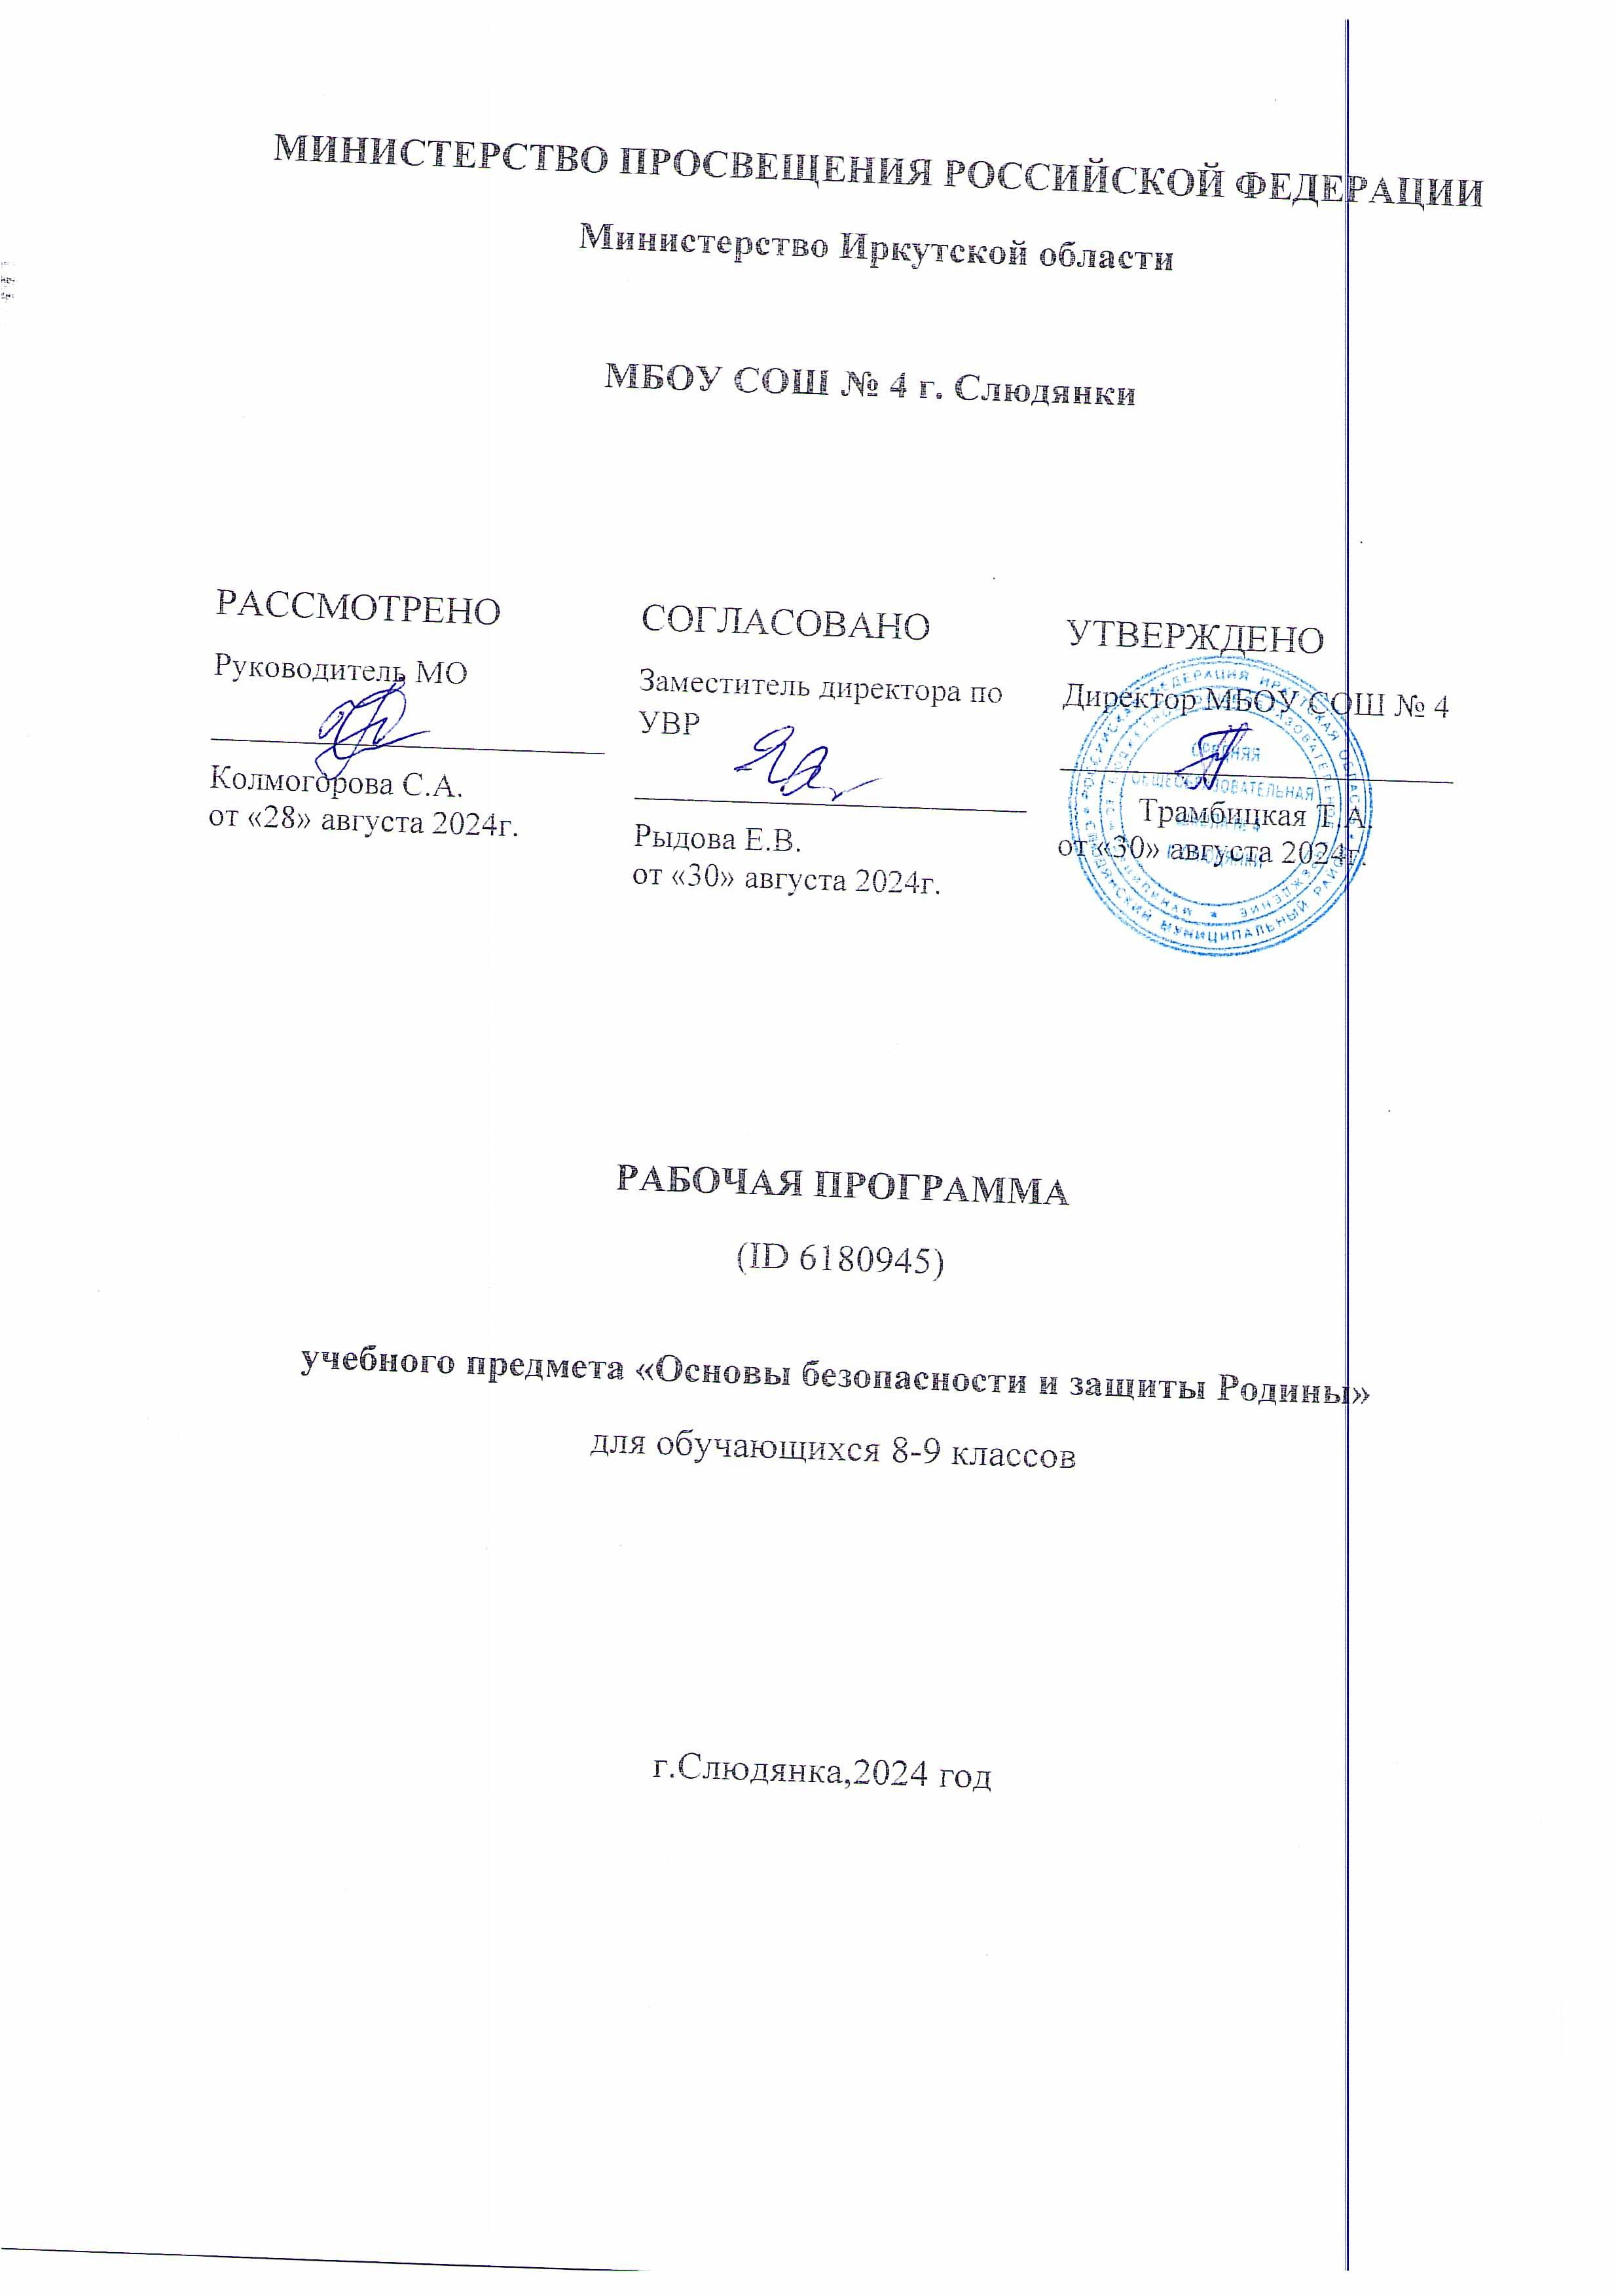 МИНИСТЕРСТВО ПРОСВЕЩЕНИЯ РОССИЙСКОЙ ФЕДЕРАЦИИ
Министерство Иркутской области
МБОУ СОШ № 4 г. Слюдянки
РАССМОТРЕНО
Руководитель МО
Колмогорова С.А.
от «28» августа 2024г.
СОГЛАСОВАНО
Заместитель директора по
УВР
Рыдова Е.В.
от «30» августа 2024г.
УТВЕРЖДЕНО
Директор МБОУ СОШ № 4
Трамбицкая Т.А.
от «30» августа 2024г.
СРЕДНЯЯ
ОБЩЕОБРАЗОВАТЕЛЬНАЯ
РАБОЧАЯ ПРОГРАММА
(ID 6180945)
учебного предмета «Основы безопасности и защиты Родины»
для обучающихся 8-9 классов
г.Слюдянка,2024 год